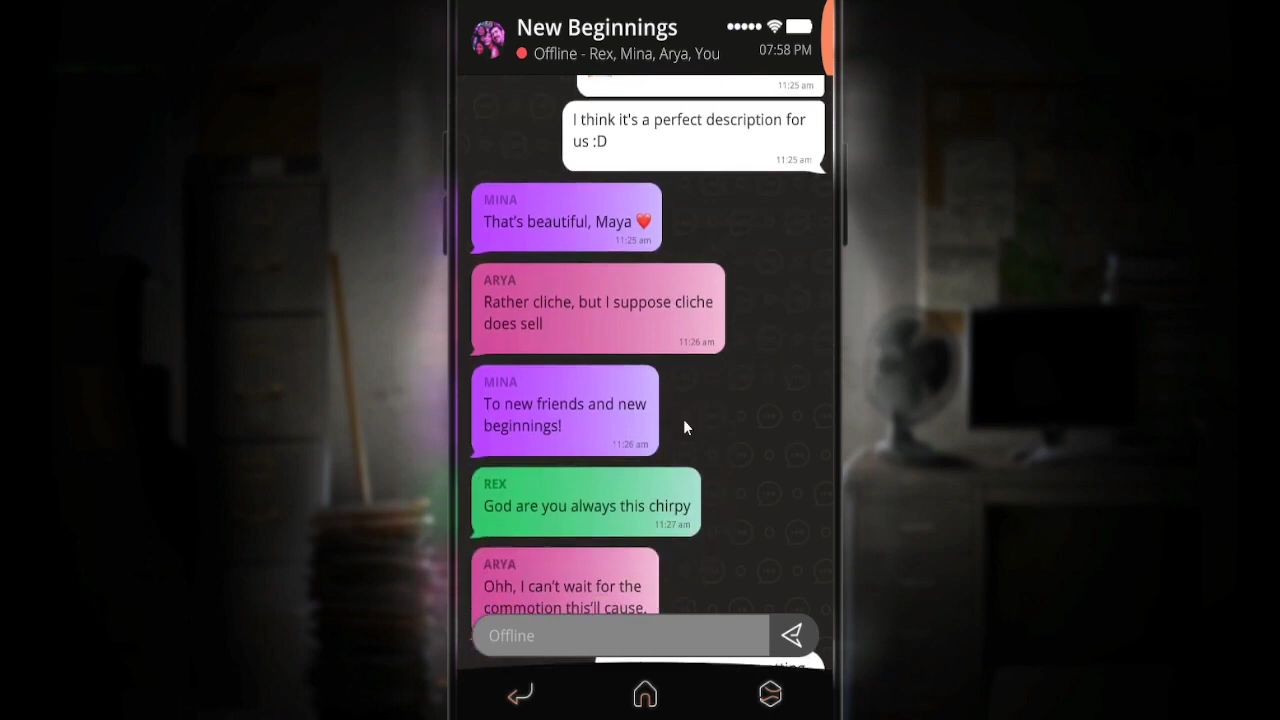 New Beginnings
Offline - Rex, Mina, Arya, You
07:58 PM
11:25 am
I think it's a perfect description for
us :D
11:25 am
MINA
That's beautiful, Maya ❤️
11:25 am
ARYA
Rather cliche, but I suppose cliche
does sell
11:26 am
MINA
To new friends and new
beginnings!
11:26 am
REX
God are you always this chirpy
11:27 am
ARYA
Ohh, I can't wait for the
commotion this'll cause.
Offline